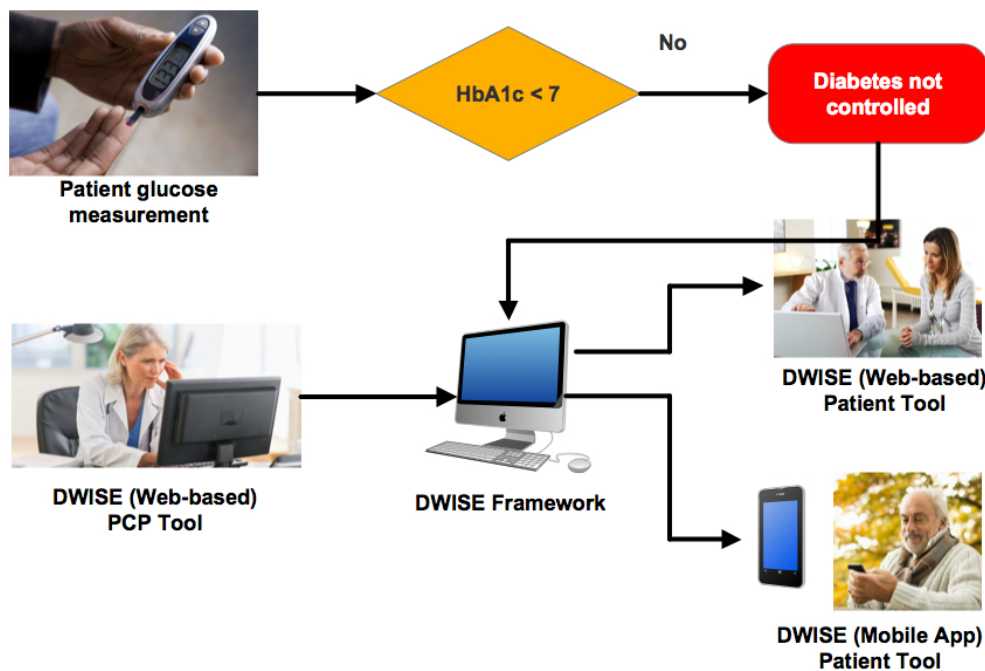 No
HbA1c < 7
Diabetes not
controlled
Patient glucose
measurement
DWISE (Web-based)
Patient Tool
DWISE (Web-based)
PCP Tool
DWISE Framework
DWISE (Mobile App)
Patient Tool